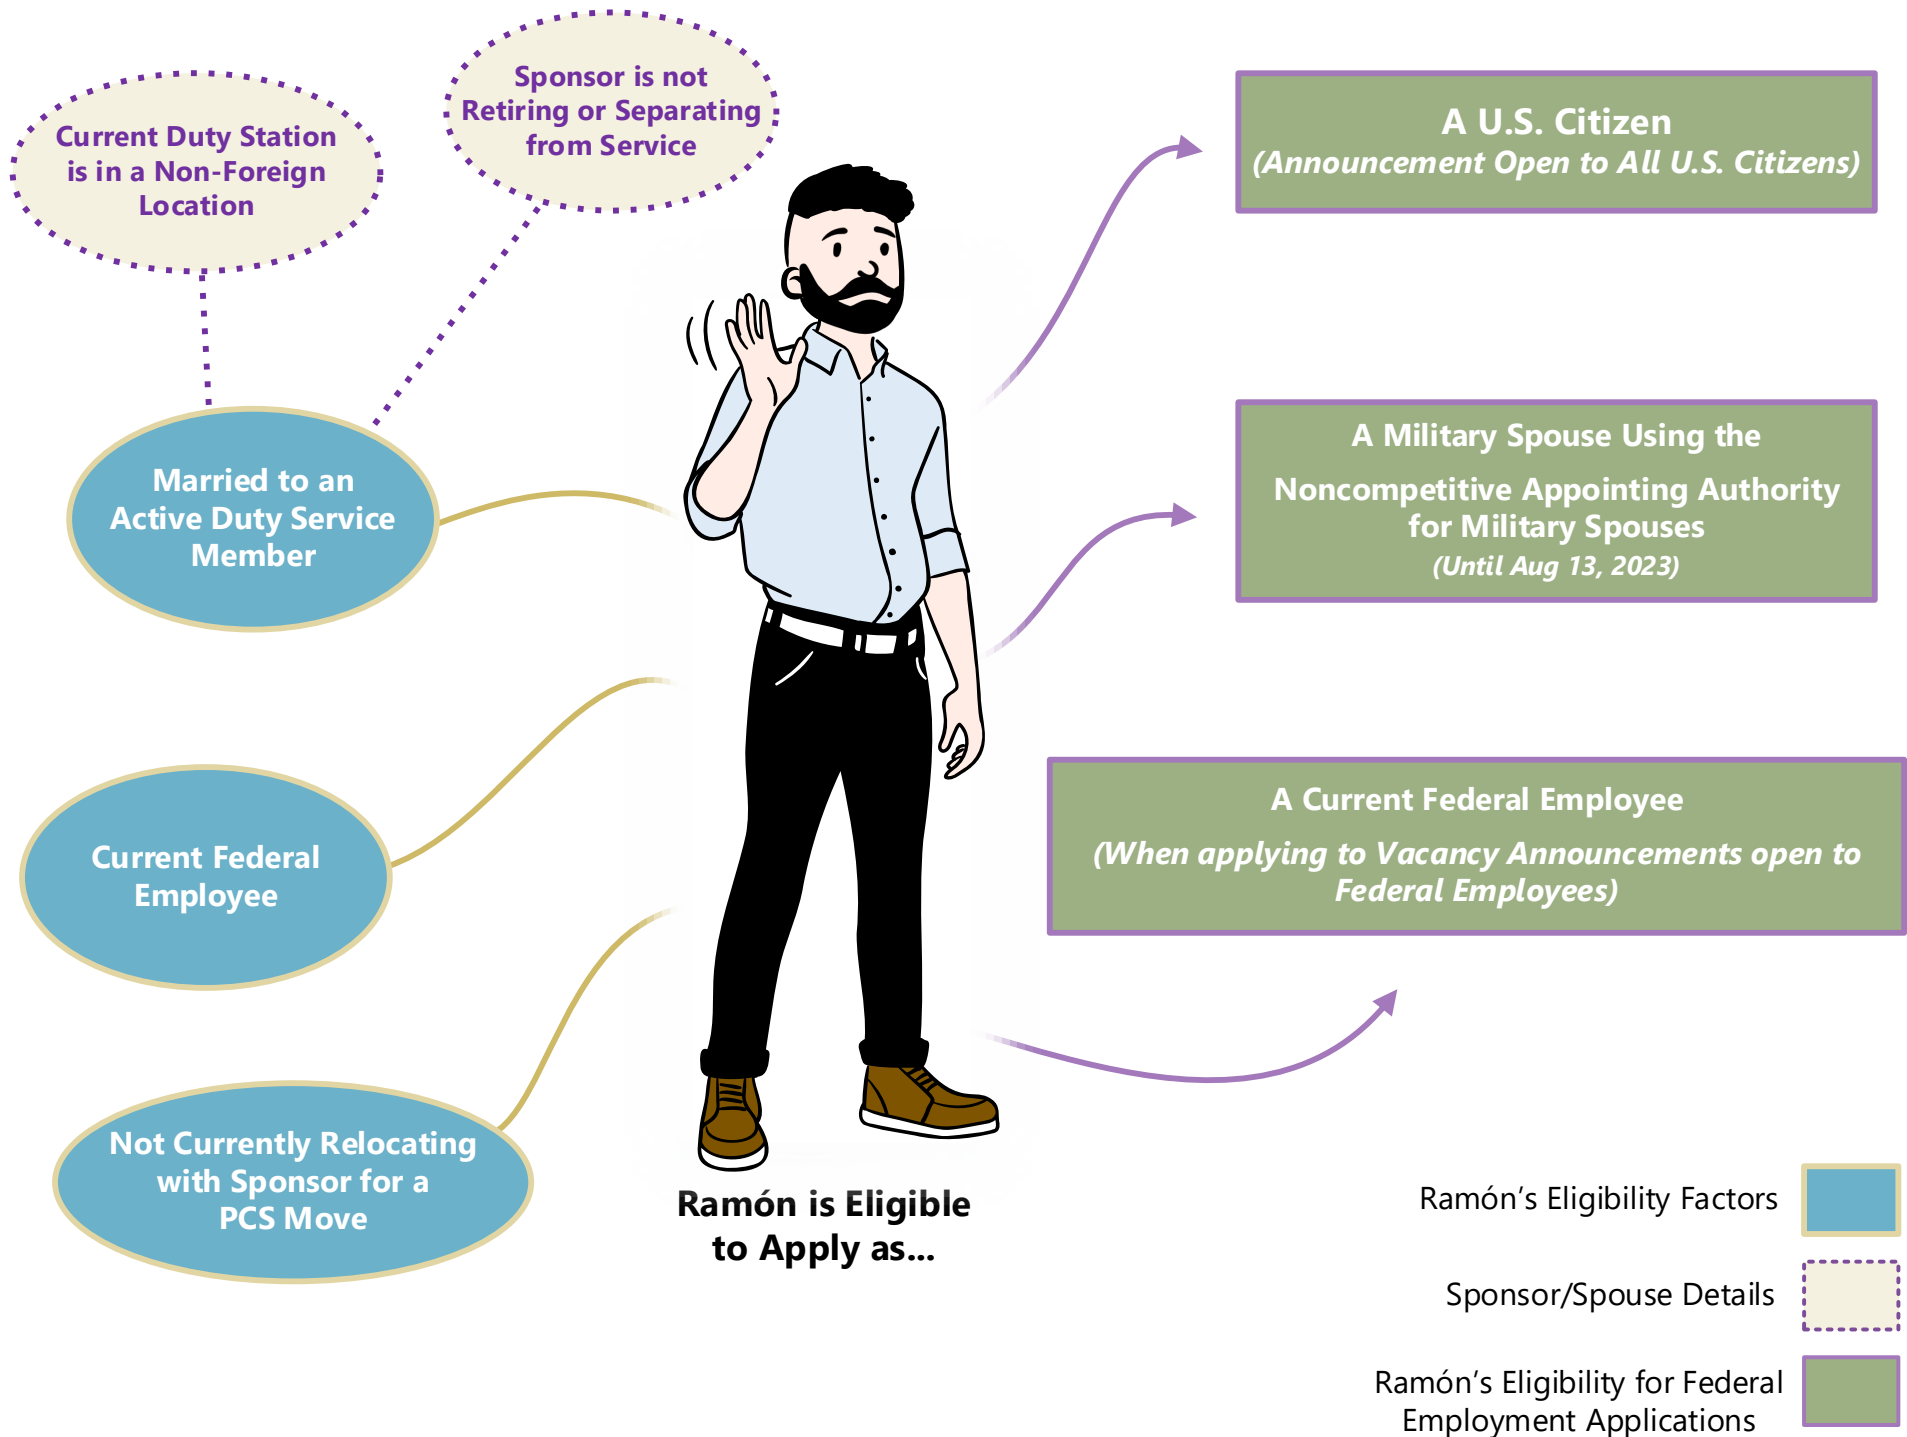 Current Duty Station
is in a Non-Foreign
Location
Sponsor is not
Retiring or Separating
from Service
Married to an
Active Duty Service
Member
Current Federal
Employee
Not Currently Relocating
with Sponsor for a
PCS Move
Ramón is Eligible
to Apply as...
A U.S. Citizen
(Announcement Open to All U.S. Citizens)
A Military Spouse Using the
Noncompetitive Appointing Authority
for Military Spouses
(Until Aug 13, 2023)
A Current Federal Employee
(When applying to Vacancy Announcements open to
Federal Employees)
Ramón’s Eligibility Factors
Sponsor/Spouse Details
Ramón’s Eligibility for Federal
Employment Applications